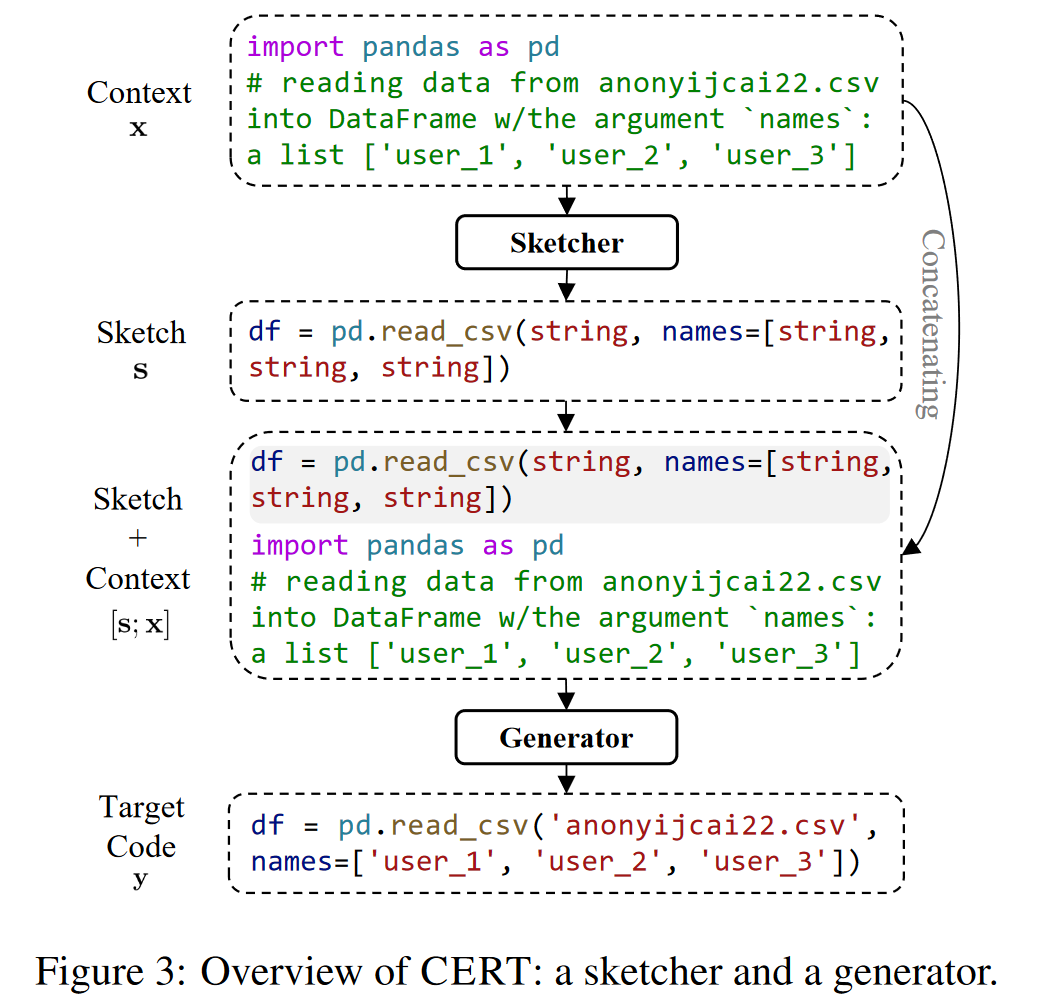 Context
x
import pandas as pd
# reading data from anonyijcai22.csv
into DataFrame w/the argument `names`:
a list ['user_1', 'user_2', 'user_3']
Sketcher
Concatenating
Sketch
s
df = pd.read_csv(string, names=[string,
string, string])
Sketch
+
Context
[s; x]
df = pd.read_csv(string, names=[string,
string, string])
import pandas as pd
# reading data from anonyijcai22.csv
into DataFrame w/the argument `names`:
a list ['user_1', 'user_2', 'user_3']
Generator
Target
Code
y
df = pd.read_csv('anonyijcai22.csv',
names=['user_1', 'user_2', 'user_3'])
Figure 3: Overview of CERT: a sketcher and a generator.